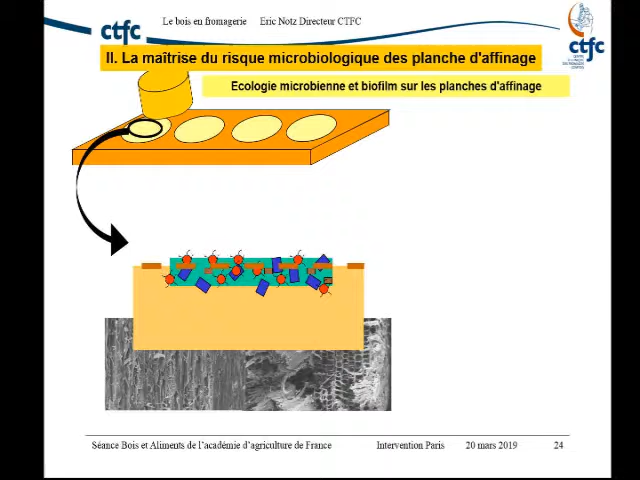 Le bois en fromagerie Eric Notz Directeur CTFC
ctfc
ctfc
II. La maîtrise du risque microbiologique des planche d'affinage
Ecologie microbienne et biofilm sur les planches d'affinage
Séance Bois et Aliments de l'académie d'agriculture de France Intervention Paris 20 mars 2019 24